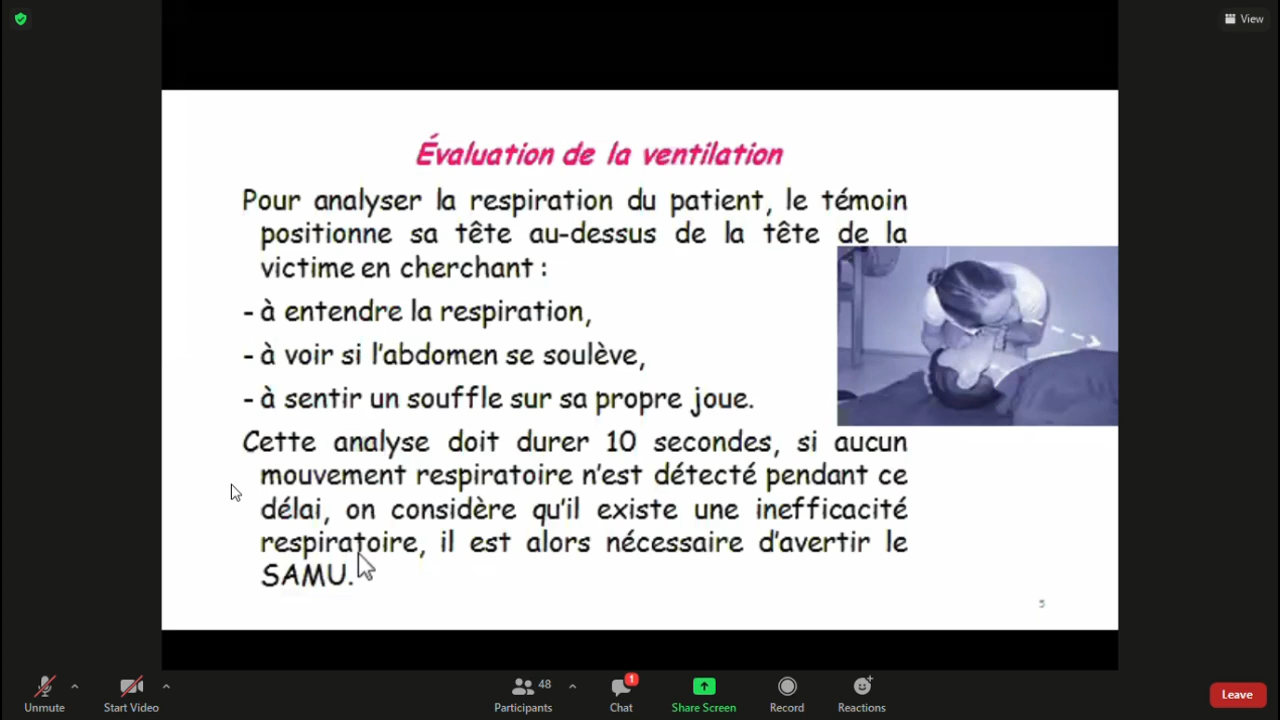 View
Évaluation de la ventilation
Pour analyser la respiration du patient, le témoin
positionne sa tête au-dessus de la tête de la
victime en cherchant :
- à entendre la respiration,
- à voir si l'abdomen se soulève,
- à sentir un souffle sur sa propre joue.
Cette analyse doit durer 10 secondes, si aucun
mouvement respiratoire n'est détecté pendant ce
délai, on considère qu'il existe une inefficacité
respiratoire, il est alors nécessaire d'avertir le
SAMU.
5
48
1
Unmute
Start Video
Participants
Chat
Share Screen
Record
Reactions
Leave